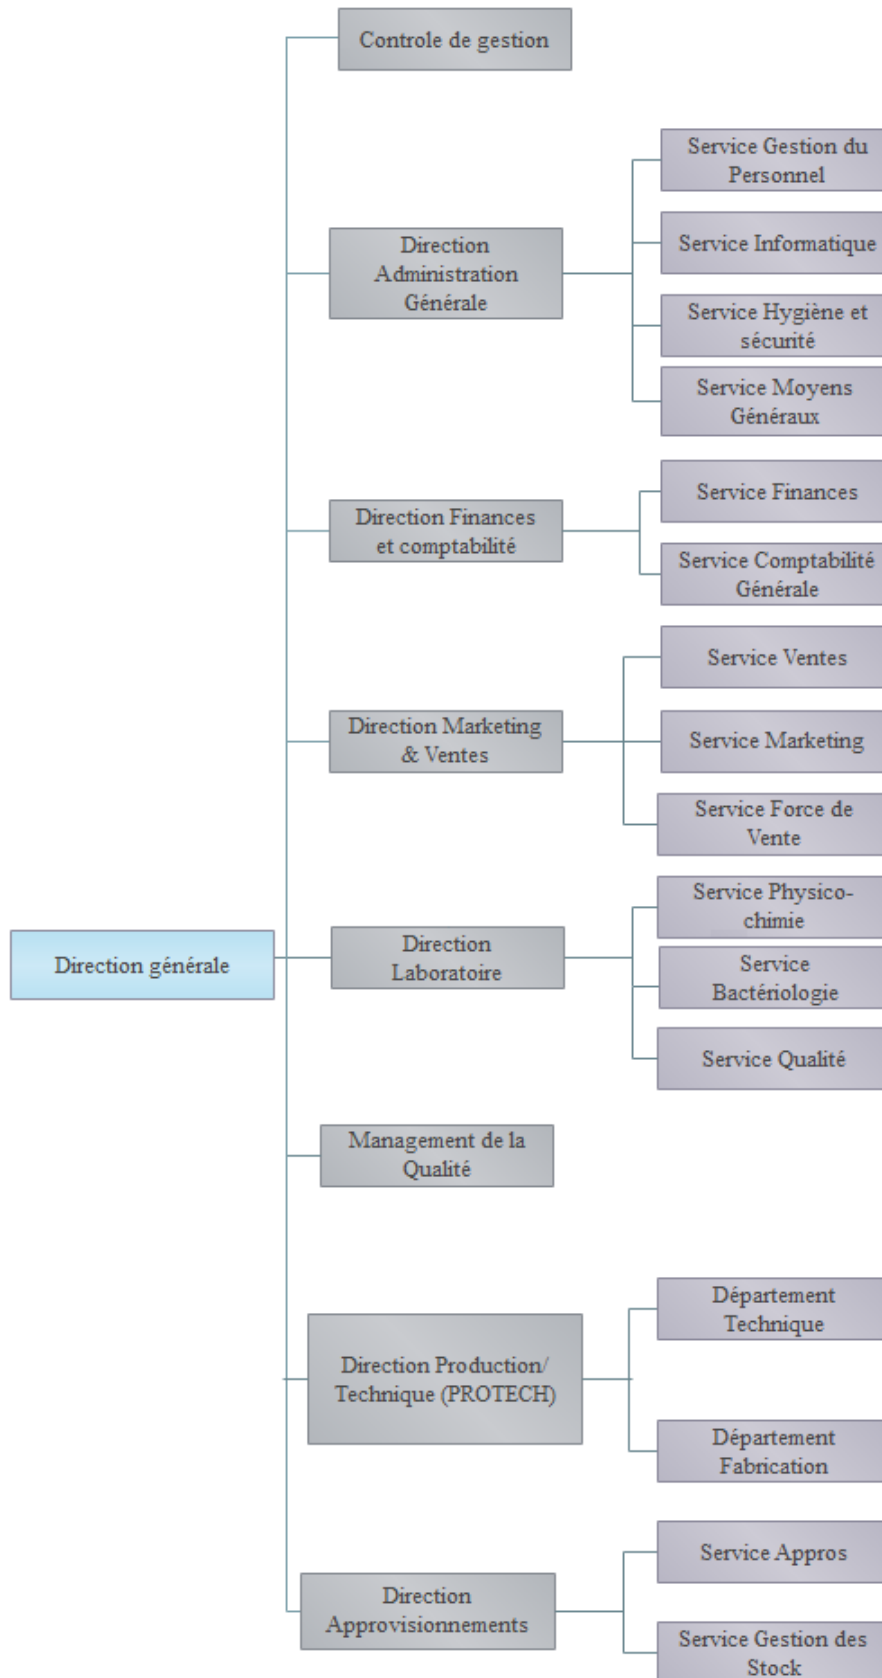 Controle de gestion
Service Gestion du
Personnel
Direction
Administration
Générale
Service Informatique
Service Hygiène et
sécurité
Service Moyens
Généraux
Direction Finances
et comptabilité
Service Finances
Service Comptabilité
Générale
Direction Marketing
& Ventes
Service Ventes
Service Marketing
Service Force de
Vente
Direction générale
Direction
Laboratoire
Service Physico-
chimie
Service
Bactériologie
Service Qualité
Management de la
Qualité
Direction Production/
Technique (PROTECH)
Département
Technique
Département
Fabrication
Direction
Approvisionnements
Service Appros
Service Gestion des
Stock